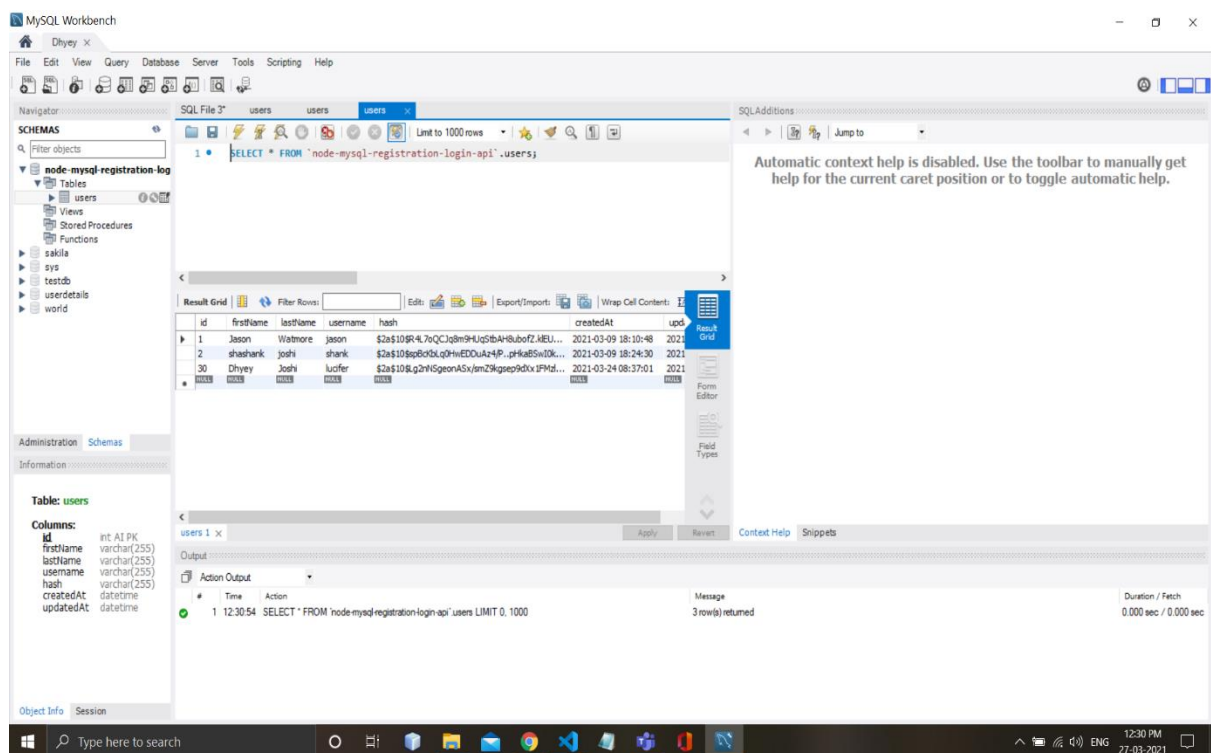 MySQL Workbench
Dhyey
File Edit View Query Database Server Tools Scripting Help
Navigator
SCHEMAS
Filter objects
node-mysql-registration-log
Tables
users
Views
Stored Procedures
Functions
sakila
sys
testdb
userdetails
world
Administration Schemas
Information
Table: users
Columns:
id int AI PK
firstName varchar(255)
lastName varchar(255)
username varchar(255)
hash varchar(255)
createdAt datetime
updatedAt datetime
Object Info Session
SQL File 3* users users users
Limit to 1000 rows
1 SELECT * FROM `node-mysql-registration-login-api`.users;
Result Grid Filter Rows: Edit: Export/Import: Wrap Cell Content:
id firstName lastName username hash createdAt upd
1 Jason Watmore jason 2021-03-09 18:10:48 2021
2 shashank joshi shank 2021-03-09 18:24:30 2021
30 Dhyey Joshi lucifer 2021-03-24 08:37:01 2021
NULL NULL NULL NULL NULL NULL NULL
Result Grid
Form Editor
Field Types
users 1 Apply Revert
SQLAdditions
Jump to
Automatic context help is disabled. Use the toolbar to manually get
help for the current caret position or to toggle automatic help.
Context Help Snippets
Output
Action Output
# Time Action Message Duration / Fetch
1 12:30:54 SELECT * FROM `node-mysql-registration-login-api`.users LIMIT 0, 1000 3 row(s) returned 0.000 sec / 0.000 sec
Type here to search
ENG
12:30 PM
27-03-2021